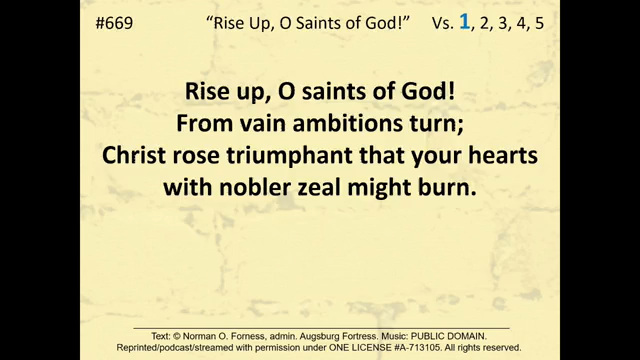 #669 “Rise Up, O Saints of God!” Vs. 1, 2, 3, 4, 5
Rise up, O saints of God!
From vain ambitions turn;
Christ rose triumphant that your hearts
with nobler zeal might burn.
Text: © Norman O. Forness, admin. Augsburg Fortress. Music: PUBLIC DOMAIN.
Reprinted/podcast/streamed with permission under ONE LICENSE #A-713105. All rights reserved.